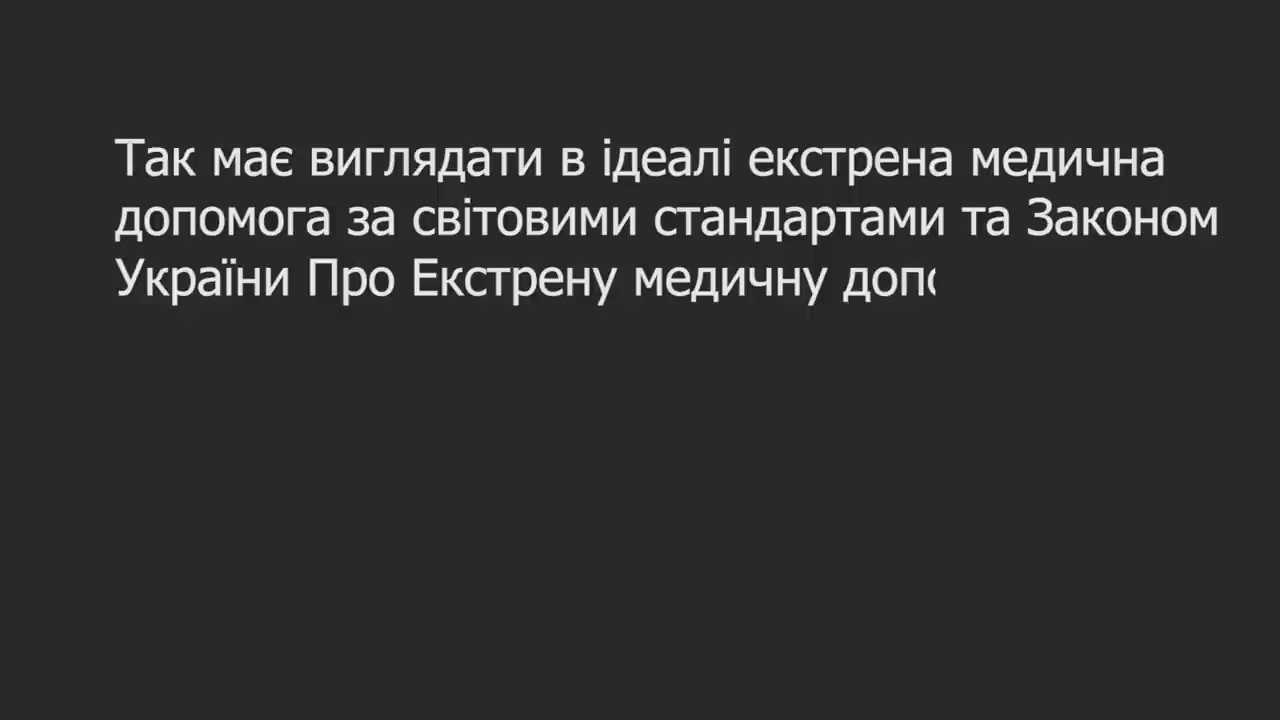 Так має виглядати в ідеалі екстрена медична
допомога за світовими стандартами та Законом
України Про Екстрену медичну